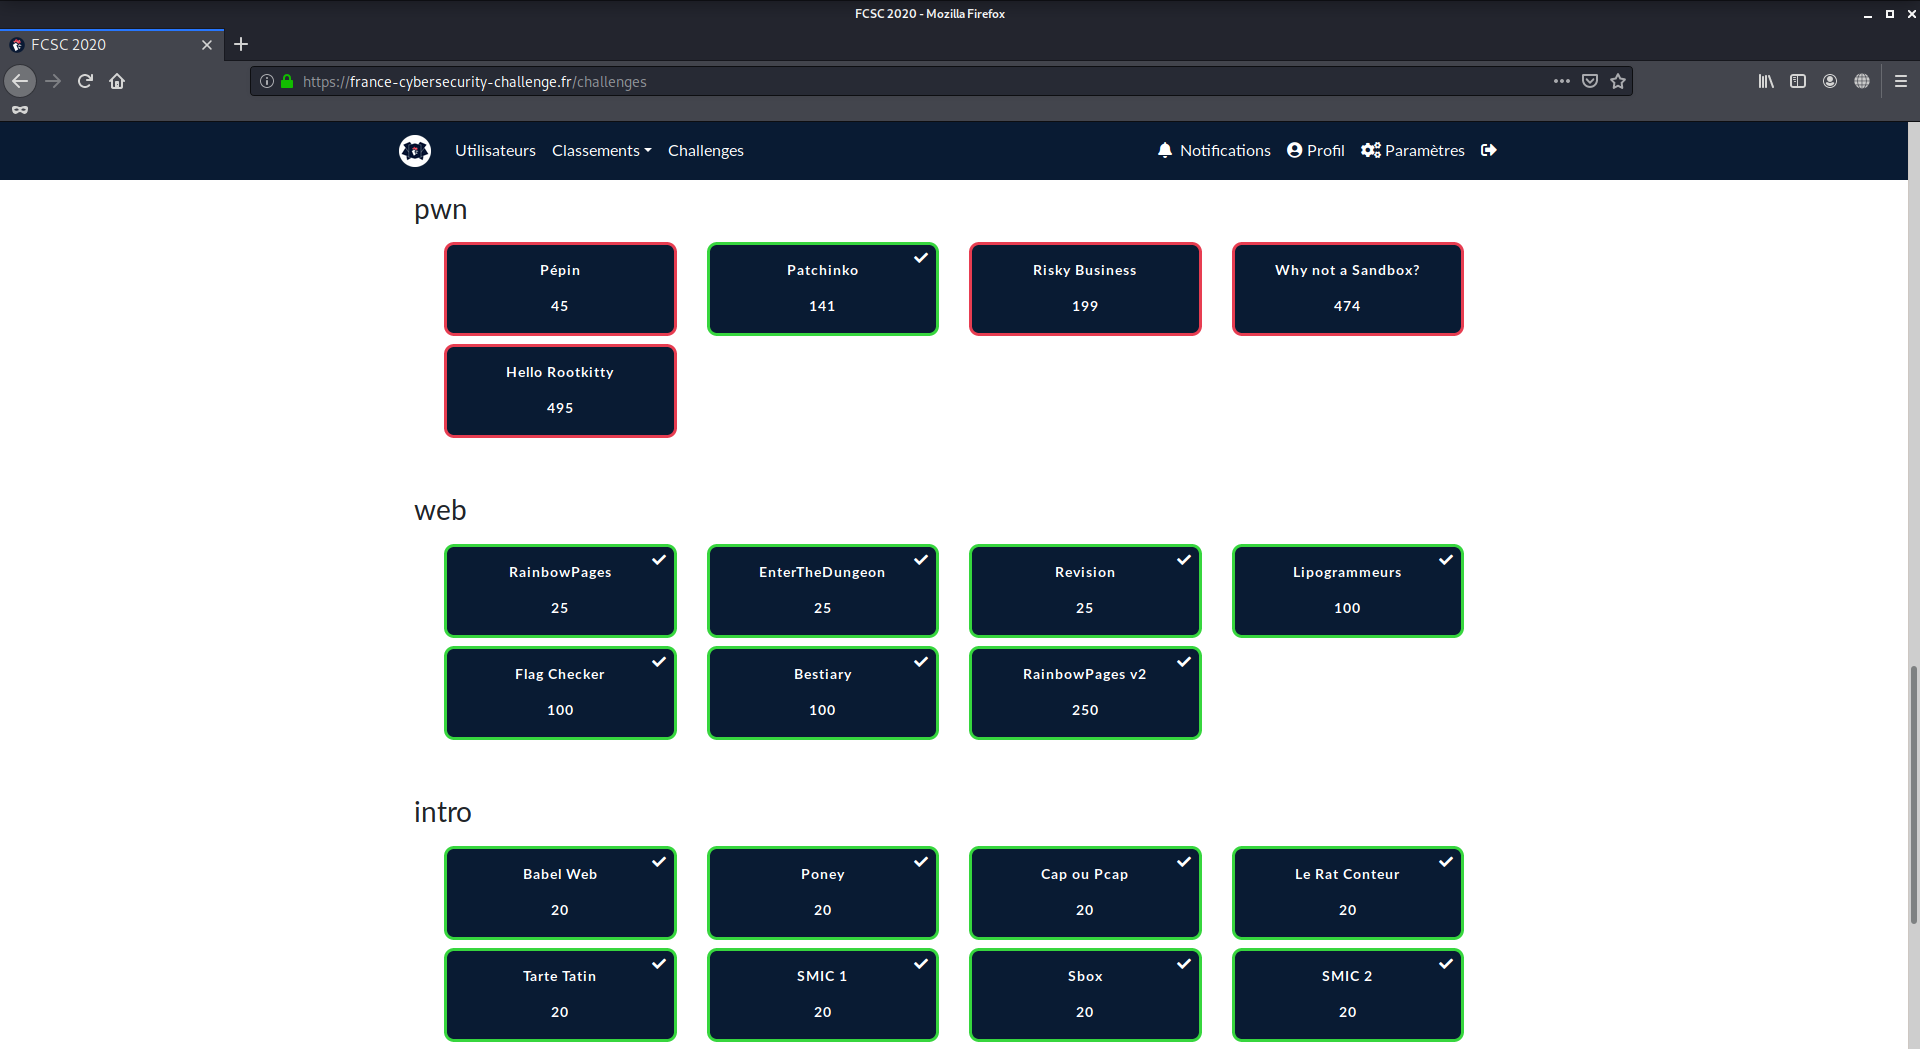 FCSC 2020 - Mozilla Firefox
FCSC 2020
https://france-cybersecurity-challenge.fr/challenges
Utilisateurs Classements Challenges Notifications Profil Paramètres
pwn
Pépin Patchinko Risky Business Why not a Sandbox?
45 141 199 474
Hello Rootkitty
495
web
RainbowPages EnterTheDungeon Revision Lipogrammeurs
25 25 25 100
Flag Checker Bestiary RainbowPages v2
100 100 250
intro
Babel Web Poney Cap ou Pcap Le Rat Conteur
20 20 20 20
Tarte Tatin SMIC 1 Sbox SMIC 2
20 20 20 20